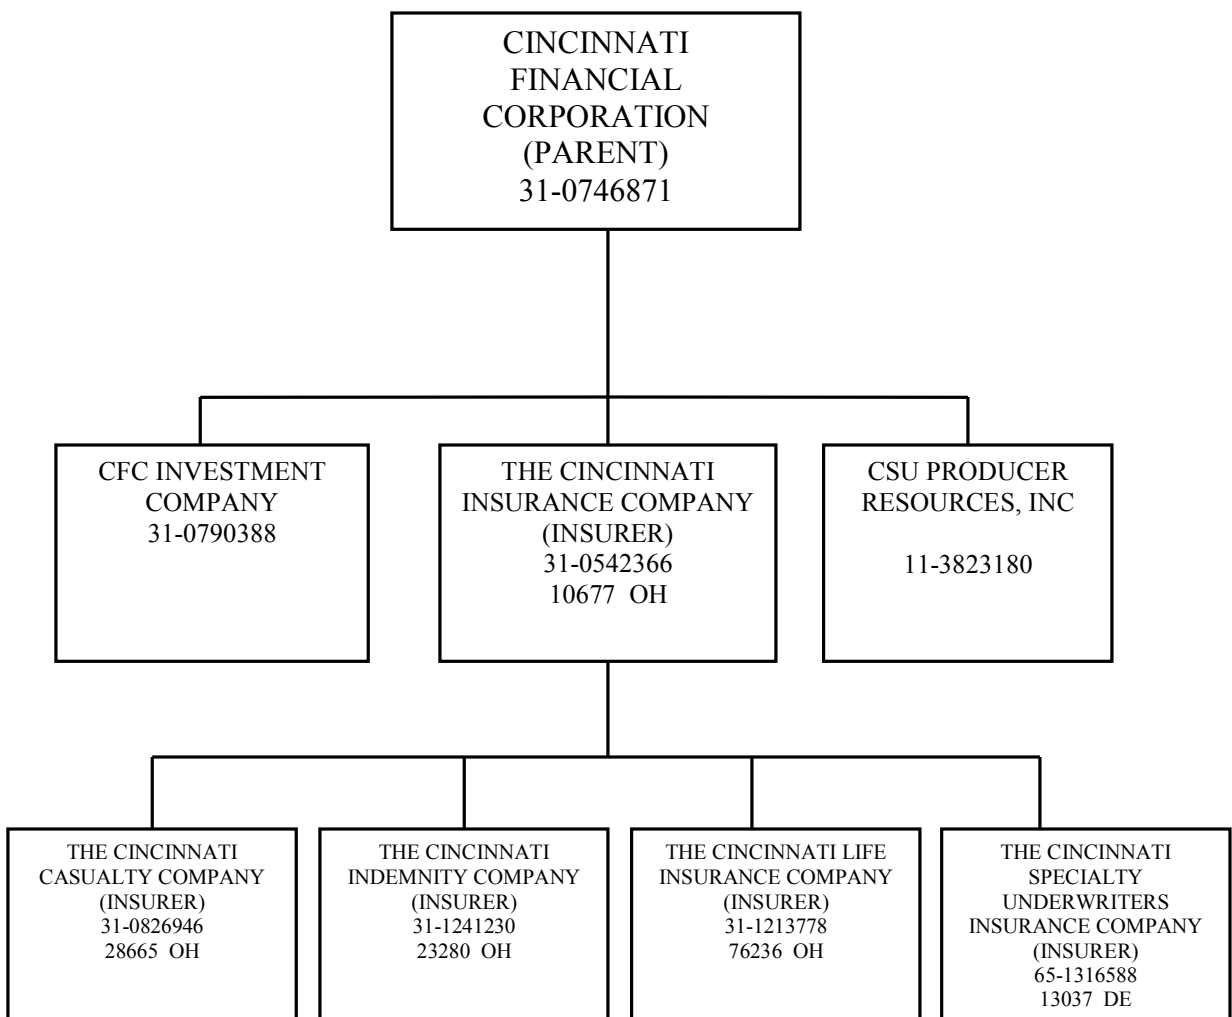 CINCINNATI
FINANCIAL
CORPORATION
(PARENT)
31-0746871
CFC INVESTMENT
COMPANY
31-0790388
THE CINCINNATI
INSURANCE COMPANY
(INSURER)
31-0542366
10677 OH
CSU PRODUCER
RESOURCES, INC
11-3823180
THE CINCINNATI
CASUALTY COMPANY
(INSURER)
31-0826946
28665 OH
THE CINCINNATI
INDEMNITY COMPANY
(INSURER)
31-1241230
23280 OH
THE CINCINNATI LIFE
INSURANCE COMPANY
(INSURER)
31-1213778
76236 OH
THE CINCINNATI
SPECIALTY
UNDERWRITERS
INSURANCE COMPANY
(INSURER)
65-1316588
13037 DE